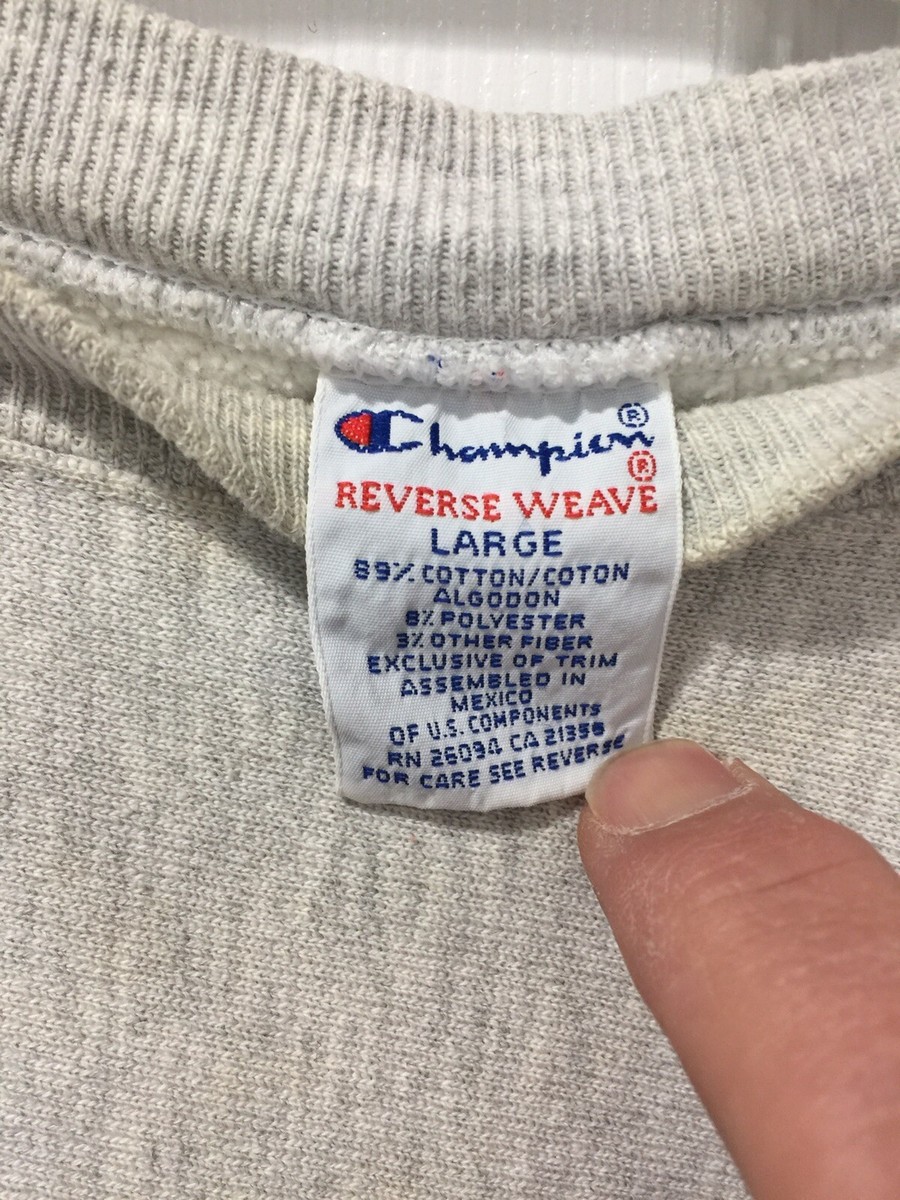 Champion®
REVERSE WEAVE®
LARGE
89% COTTON/COTON
ALGODON
8% POLYESTER
3% OTHER FIBER
EXCLUSIVE OF TRIM
ASSEMBLED IN
MEXICO
OF U.S. COMPONENTS
RN 26094 CA 21356
FOR CARE SEE REVERSE